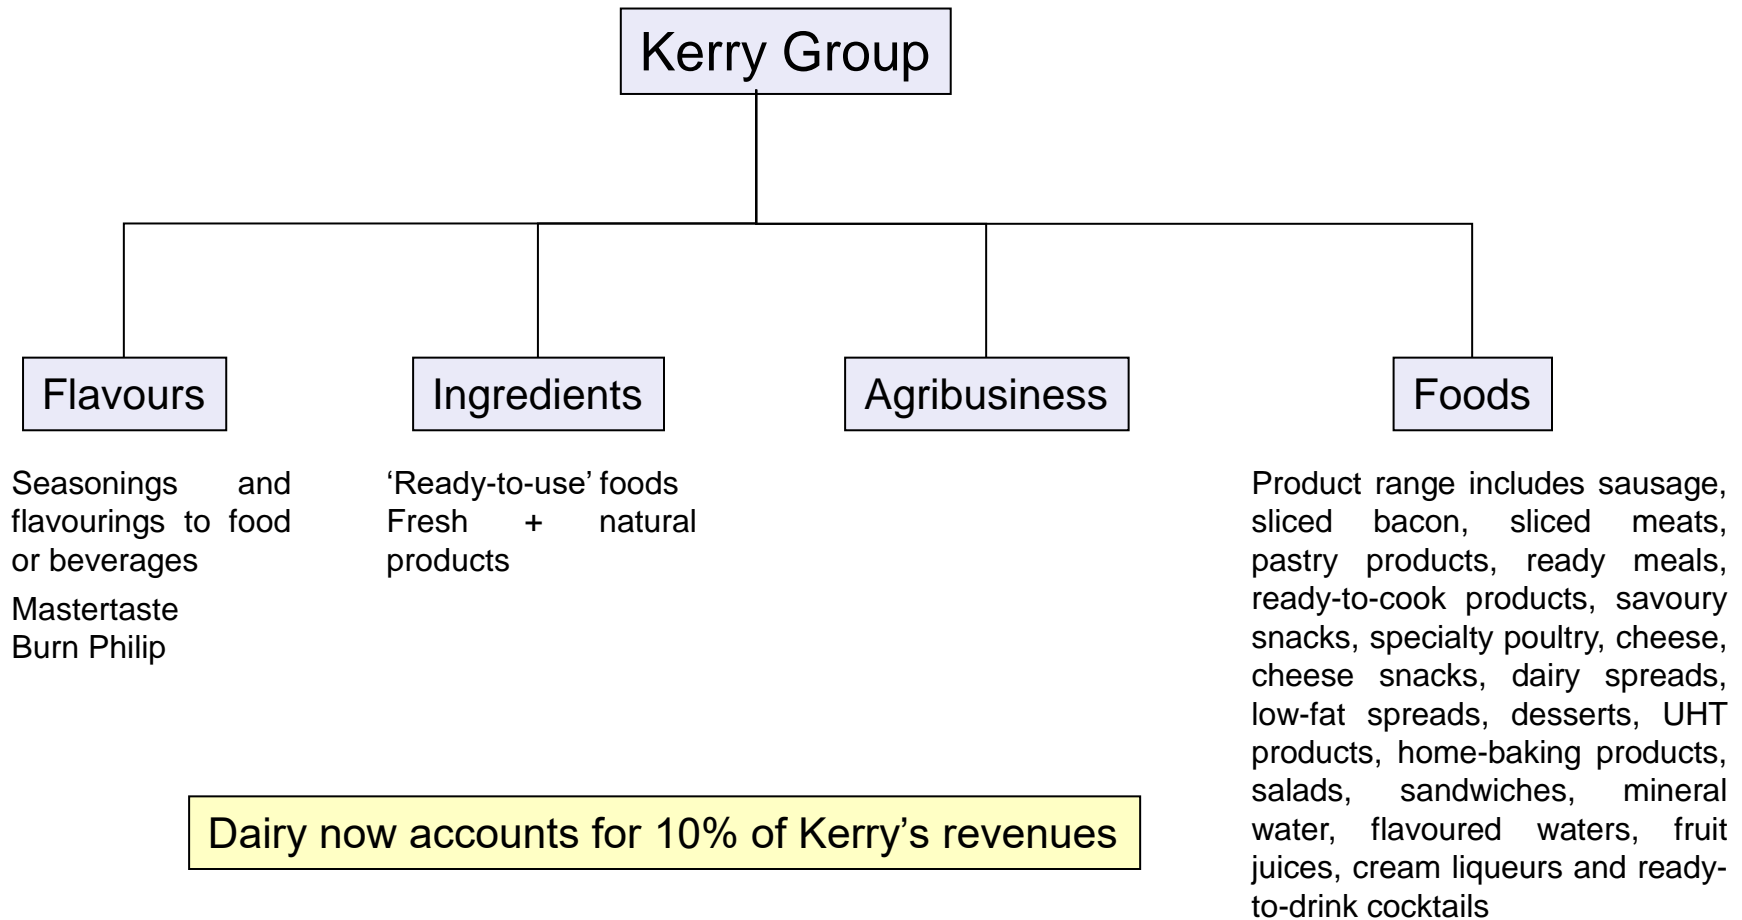 Kerry Group
Flavours
Ingredients
Agribusiness
Foods
Seasonings and
flavourings to food
or beverages
Mastertaste
Burn Philip
‘Ready-to-use’ foods
Fresh + natural
products
Product range includes sausage,
sliced bacon, sliced meats,
pastry products, ready meals,
ready-to-cook products, savoury
snacks, specialty poultry, cheese,
cheese snacks, dairy spreads,
low-fat spreads, desserts, UHT
products, home-baking products,
salads, sandwiches, mineral
water, flavoured waters, fruit
juices, cream liqueurs and ready-
to-drink cocktails
Dairy now accounts for 10% of Kerry’s revenues